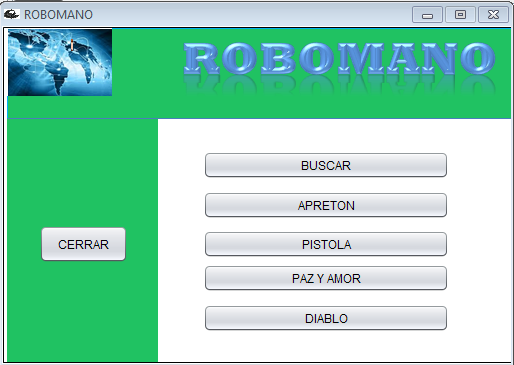 ROBOMANO
ROBOMANO
BUSCAR
APRETON
PISTOLA
CERRAR
PAZ Y AMOR
DIABLO